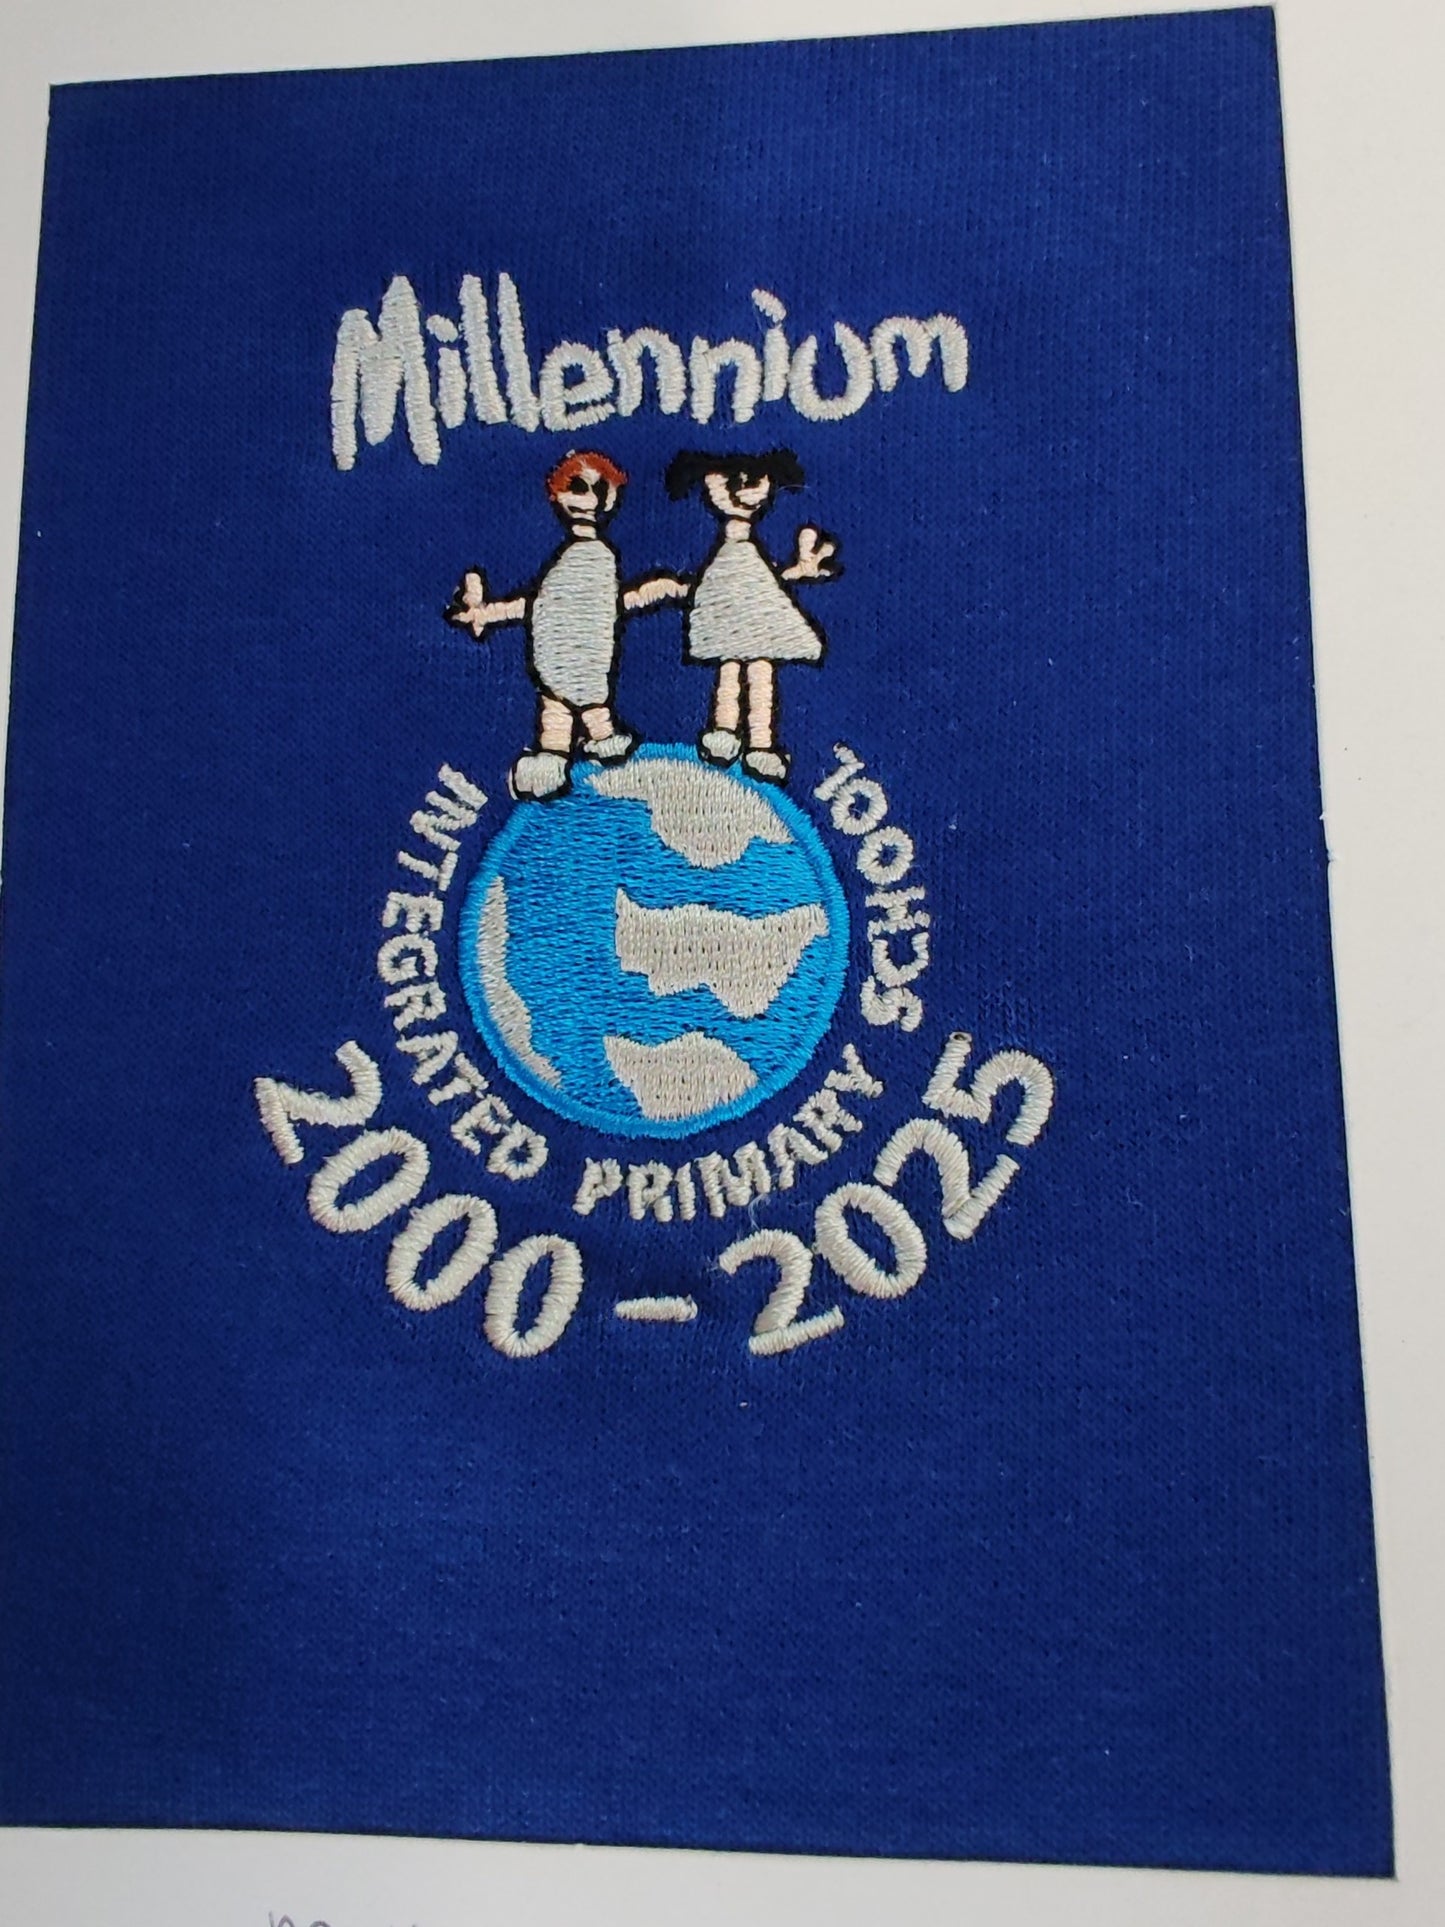 Millennium
INTEGRATED PRIMARY SCHOOL
2000-2025